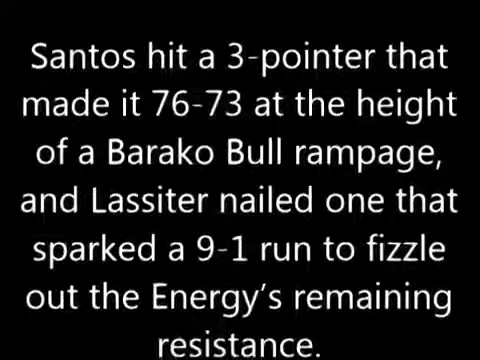 Santos hit a 3-pointer that
made it 76-73 at the height
of a Barako Bull rampage,
and Lassiter nailed one that
sparked a 9-1 run to fizzle
out the Energy’s remaining
resistance.